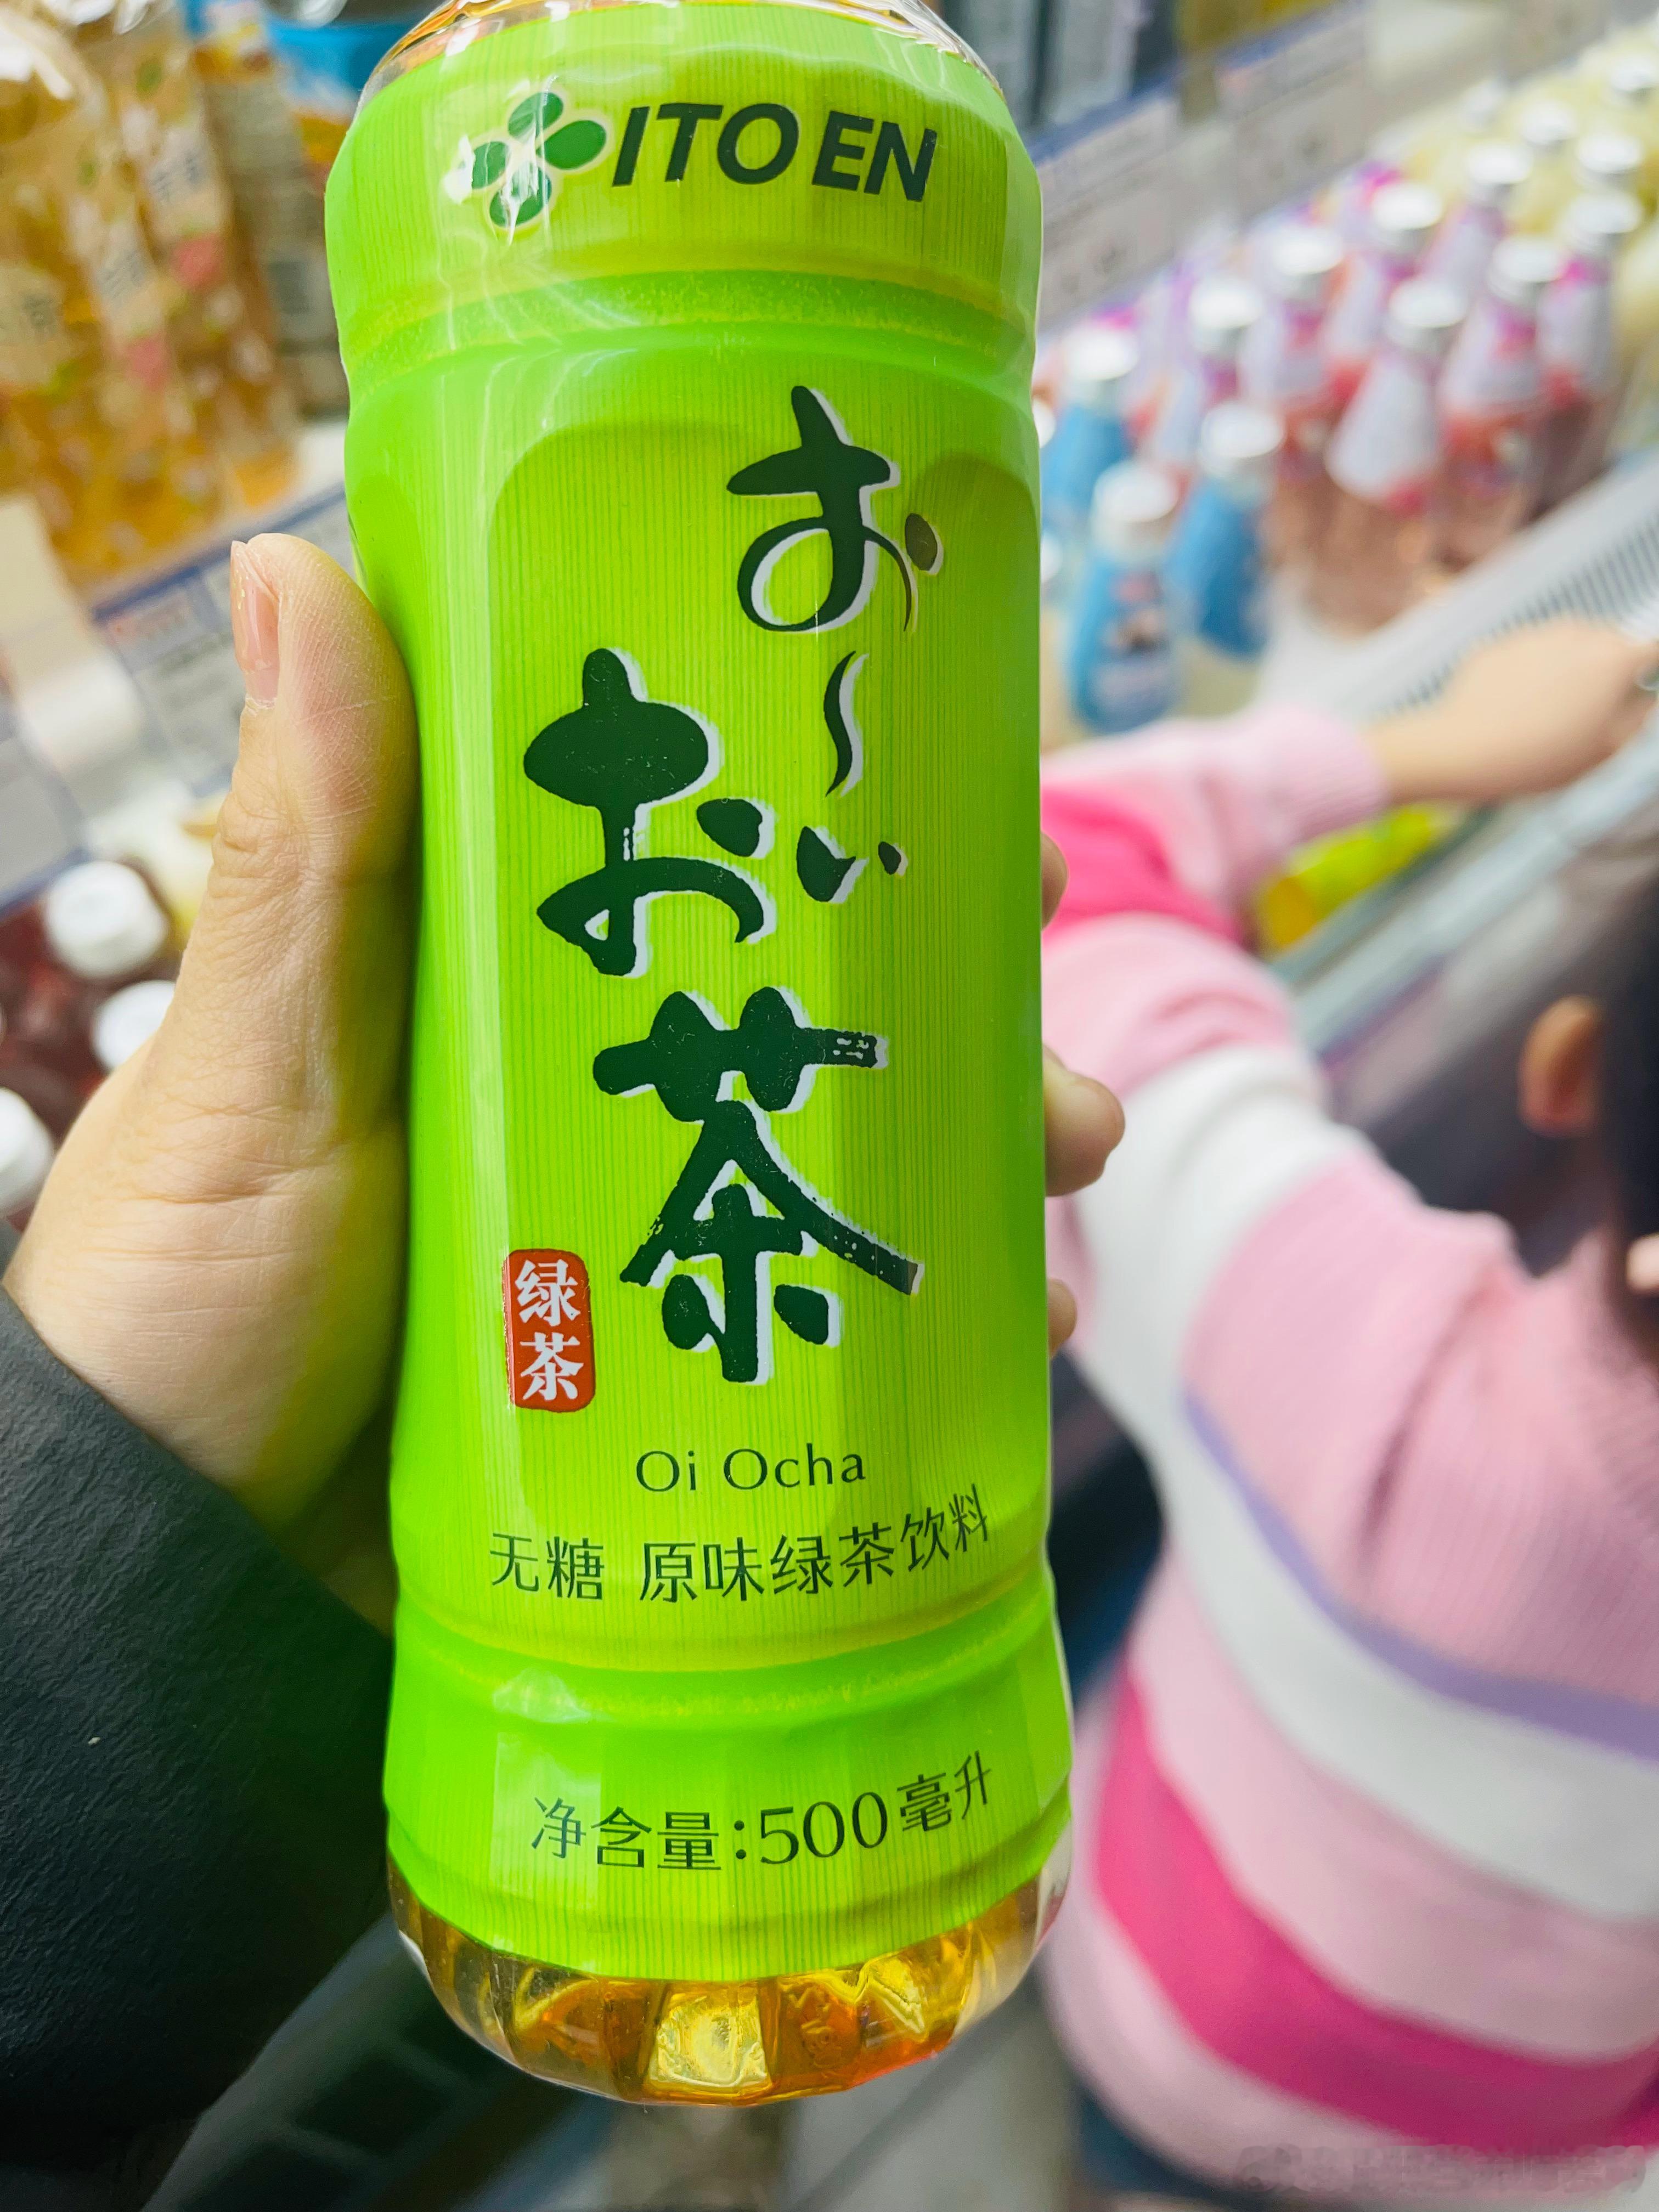 ITO EN
お～い
お茶
绿茶
Oi Ocha
无糖 原味绿茶饮料
净含量:500毫升